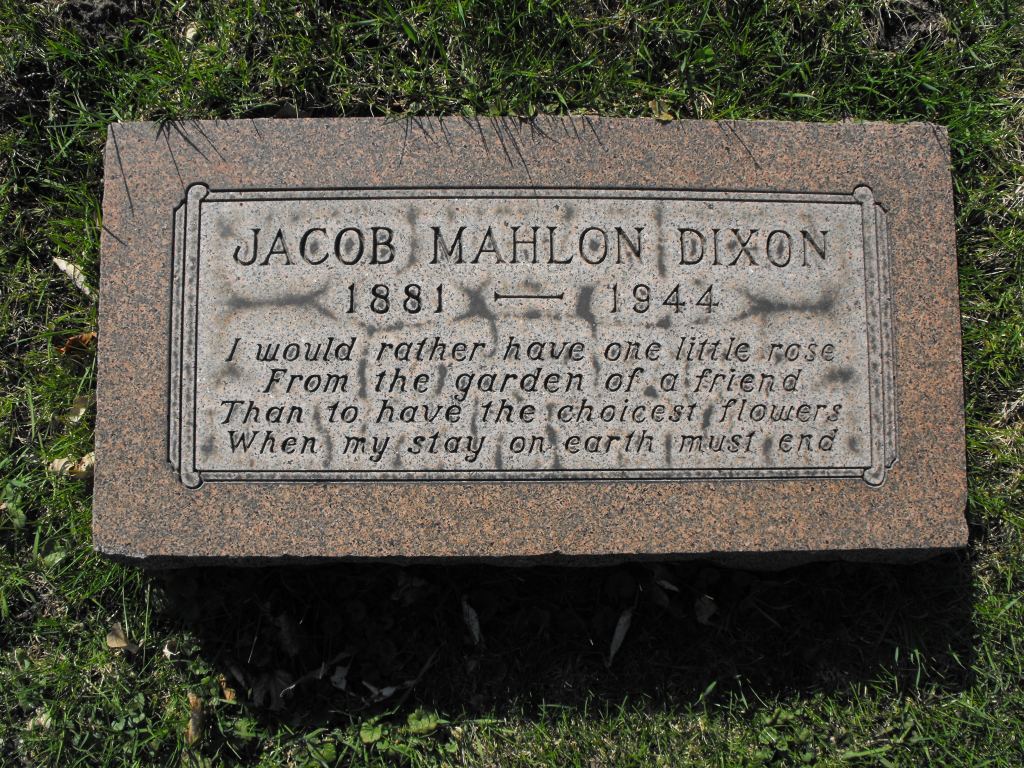 JACOB MAHLON DIXON
1881 — 1944
I would rather have one little rose
From the garden of a friend
Than to have the choicest flowers
When my stay on earth must end